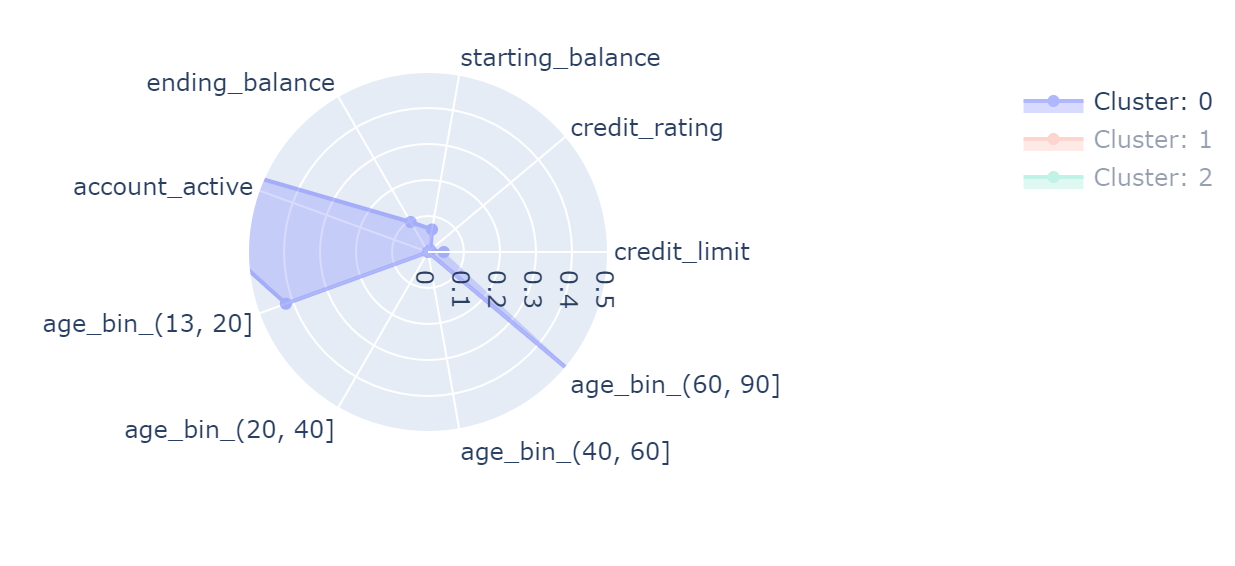 starting_balance
ending_balance
Cluster: 0
credit_rating
Cluster: 1
Cluster: 2
account_active
credit_limit
0
0.1
0.2
0.3
0.4
0.5
age_bin_(13, 20]
age_bin_(60, 90]
age_bin_(20, 40]
age_bin_(40, 60]